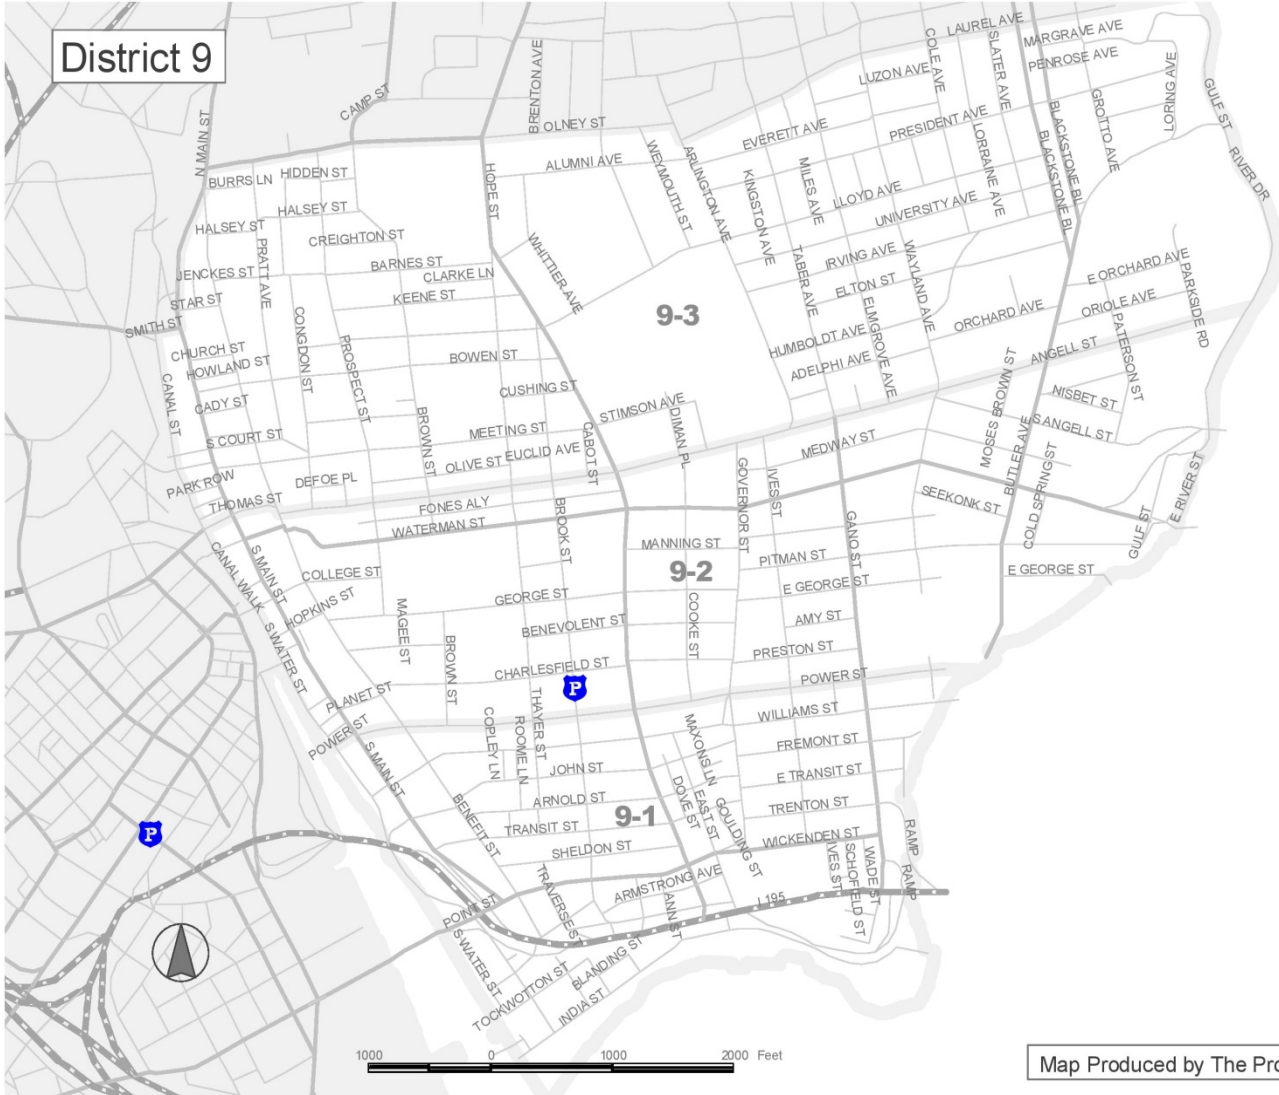 District 9
LAUREL AVE
MARGRAVE AVE
PENROSE AVE
COLE AVE
SLATER AVE
LUZON AVE
LORING AVE
GULF ST
CAMP ST
BRENTON AVE
OLNEY ST
N MAIN ST
EVERETT AVE
PRESIDENT AVE
BLACKSTONE BL
BLACKSTONE BL
GROTTO AVE
RIVER DR
BURRS LN
HIDDEN ST
HOPE ST
ALUMNI AVE
WEYMOUTH ST
ARLINGTON AVE
KINGSTON AVE
MILES AVE
LLOYD AVE
LORRAINE AVE
UNIVERSITY AVE
HALSEY ST
HALSEY ST
CREIGHTON ST
PRATT AVE
BARNES ST
CLARKE LN
WHITTIER AVE
JENCKES ST
STAR ST
KEENE ST
TABER AVE
IRVING AVE
WAYLAND AVE
ELTON ST
ELMGROVE AVE
E ORCHARD AVE
PARKSIDE RD
ORIOLE AVE
ORCHARD AVE
PATERSON ST
SMITH ST
CONGDON ST
PROSPECT ST
9-3
CHURCH ST
HOWLAND ST
BOWEN ST
HUMBOLDT AVE
ADELPHI AVE
ANGELL ST
MOSES BROWN ST
CANAL ST
CADY ST
CUSHING ST
STIMSON AVE
DIMAN PL
NISBET ST
S ANGELL ST
BUTLER AVE
S COURT ST
BROWN ST
MEETING ST
CABOT ST
EUCLID AVE
OLIVE ST
MEDWAY ST
PARK ROW
THOMAS ST
DEFOE PL
FONES ALY
WATERMAN ST
BROOK ST
GOVERNOR ST
IVES ST
GANO ST
SEEKONK ST
COLD SPRING ST
GULF ST
E RIVER ST
CANAL WALK
S MAIN ST
MANNING ST
PITMAN ST
9-2
COLLEGE ST
E GEORGE ST
E GEORGE ST
HOPKINS ST
MAGEE ST
GEORGE ST
COOKE ST
AMY ST
S WATER ST
BROWN ST
BENEVOLENT ST
CHARLESFIELD ST
PRESTON ST
POWER ST
P
PLANET ST
POWER ST
THAYER ST
ROOME LN
COPLEY LN
WILLIAMS ST
MAXONS LN
FREMONT ST
S MAIN ST
JOHN ST
E TRANSIT ST
BENEFIT ST
ARNOLD ST
DOVE ST
EAST ST
GOULDING ST
TRENTON ST
9-1
TRANSIT ST
WICKENDEN ST
P
SHELDON ST
IVES ST
SCHOFIELD ST
WADE ST
RAMP
RAMP
TRAVERSE ST
ARMSTRONG AVE
ANN ST
I 195
POINT ST
S WATER ST
BLANDING ST
TOCKWOTTON ST
INDIA ST
1000 0 1000 2000 Feet
Map Produced by The Pro